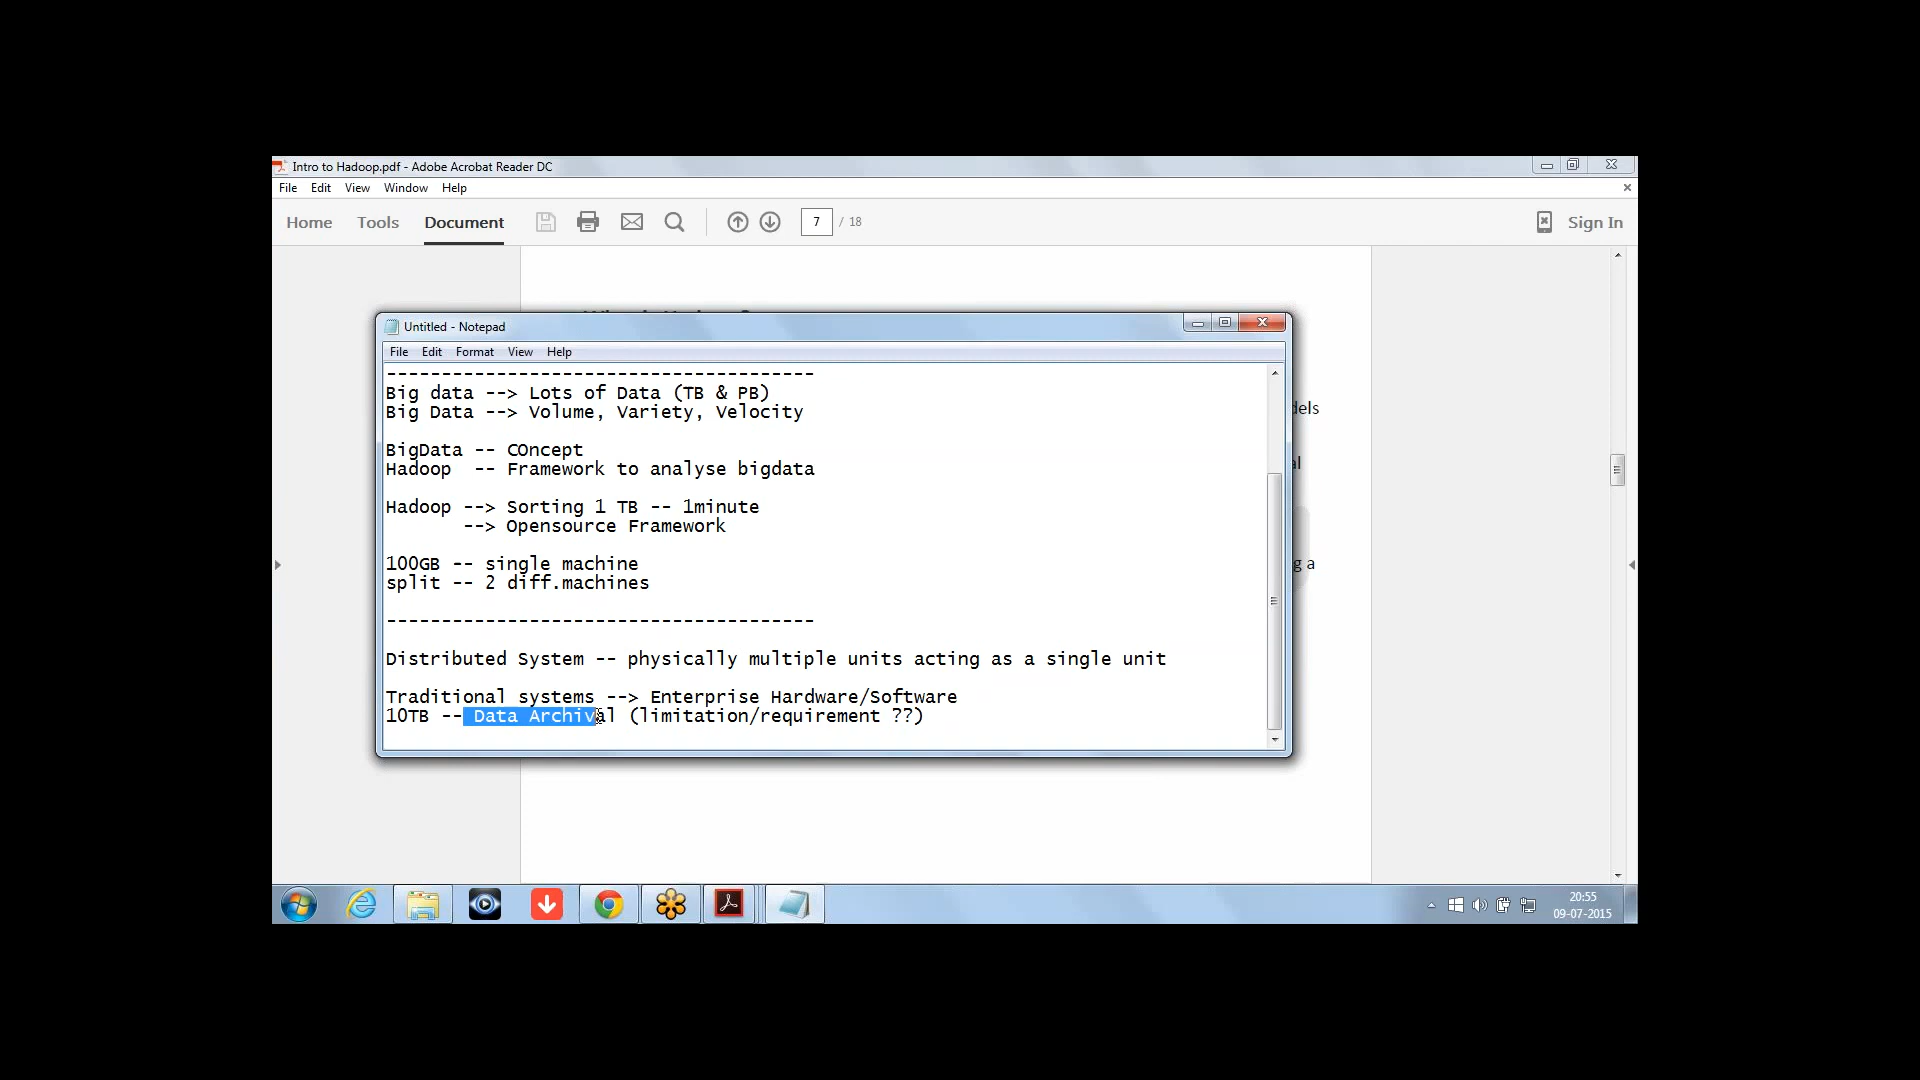 Intro to Hadoop.pdf - Adobe Acrobat Reader DC
File Edit View Window Help
Home Tools Document 7 / 18 Sign In
Untitled - Notepad
File Edit Format View Help
---------------------------------------
Big data --> Lots of Data (TB & PB)
Big Data --> Volume, Variety, Velocity
dels
BigData -- COncept
Hadoop  -- Framework to analyse bigdata
al
Hadoop --> Sorting 1 TB -- 1minute
       --> Opensource Framework
100GB -- single machine
g a
split -- 2 diff.machines
---------------------------------------
Distributed System -- physically multiple units acting as a single unit
Traditional systems --> Enterprise Hardware/Software
10TB -- Data Archival (limitation/requirement ??)
20:55
09-07-2015